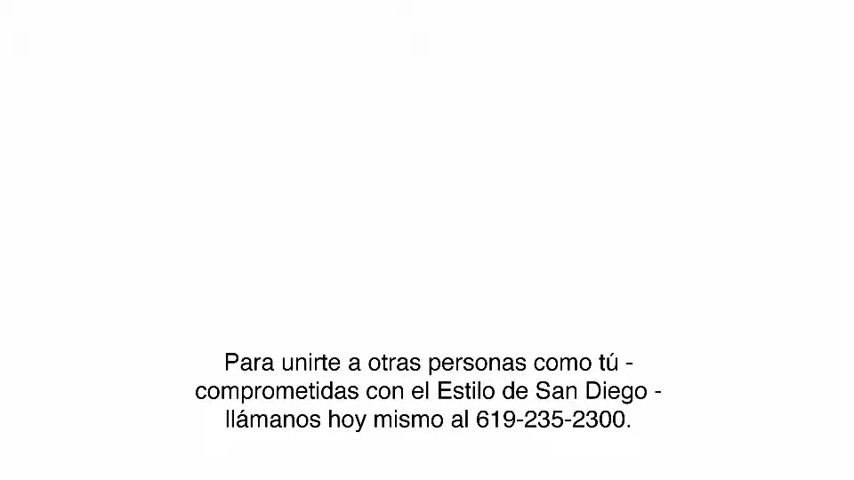 Para unirte a otras personas como tú -
comprometidas con el Estilo de San Diego -
llámanos hoy mismo al 619-235-2300.